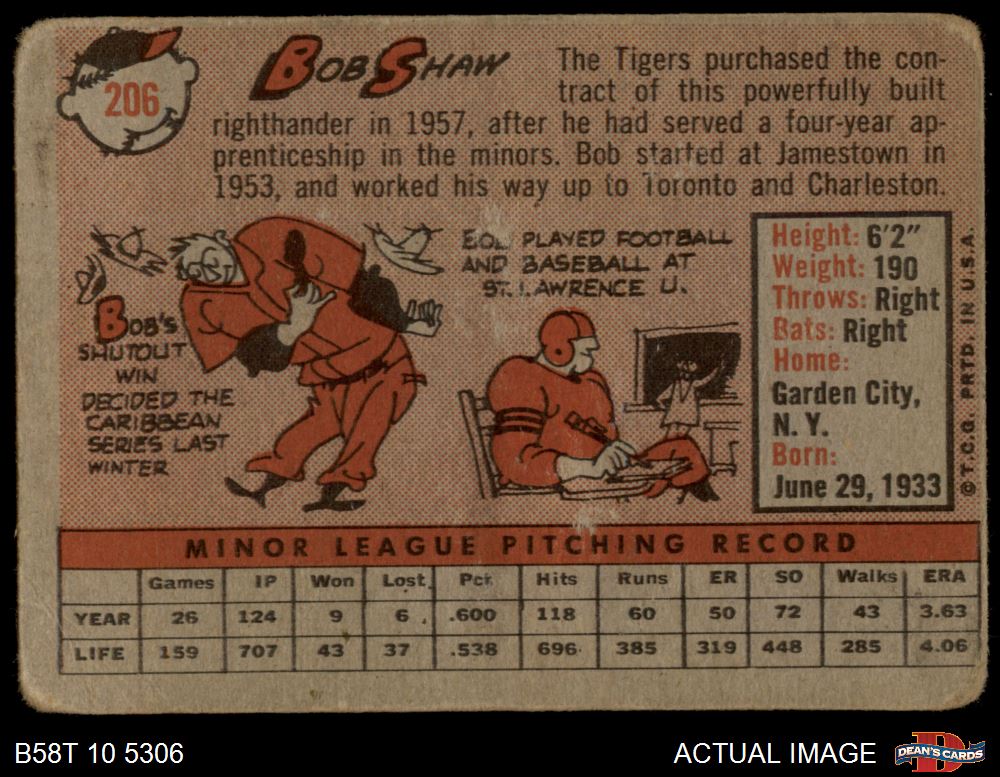 206
BOB SHAW
The Tigers purchased the con-
tract of this powerfully built
righthander in 1957, after he had served a four-year ap-
prenticeship in the minors. Bob started at Jamestown in
1953, and worked his way up to Toronto and Charleston.
BOB'S
SHUTOUT
WIN
DECIDED THE
CARIBBEAN
SERIES LAST
WINTER
BOB PLAYED FOOTBALL
AND BASEBALL AT
ST. LAWRENCE U.
Height: 6'2"
Weight: 190
Throws: Right
Bats: Right
Home:
Garden City,
N. Y.
Born:
June 29, 1933
© T.C.G. PRTD. IN U.S.A.
MINOR LEAGUE PITCHING RECORD
Games IP Won Lost Pct. Hits Runs ER SO Walks ERA
YEAR 26 124 9 6 .600 118 60 50 72 43 3.63
LIFE 159 707 43 37 .538 696 385 319 448 285 4.06
B58T 10 5306
ACTUAL IMAGE
D
DEAN'S CARDS